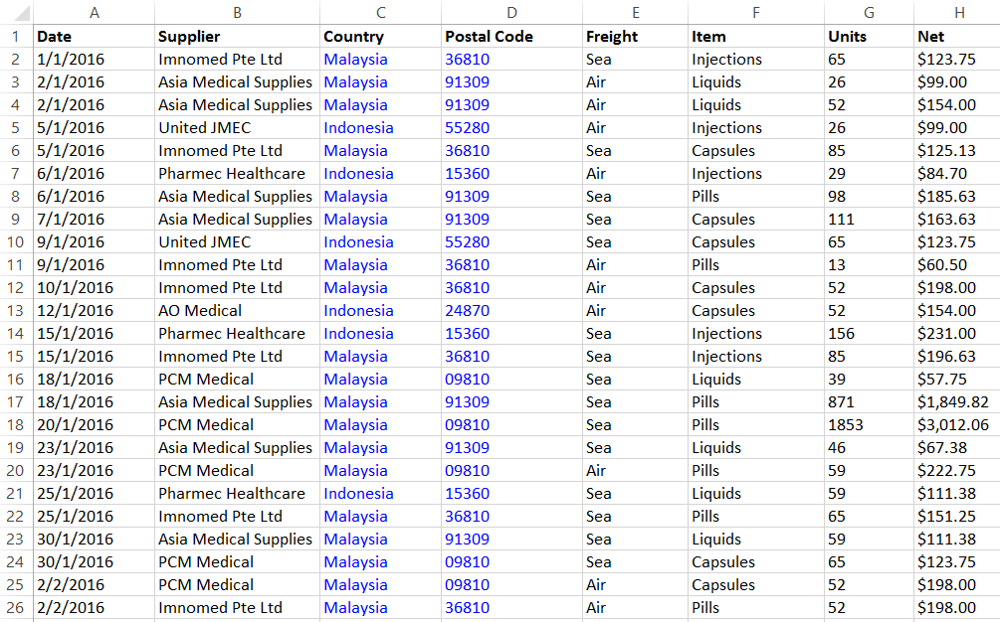 A B C D E F G H
1 Date Supplier Country Postal Code Freight Item Units Net
2 1/1/2016 Imnomed Pte Ltd Malaysia 36810 Sea Injections 65 $123.75
3 2/1/2016 Asia Medical Supplies Malaysia 91309 Air Liquids 26 $99.00
4 2/1/2016 Asia Medical Supplies Malaysia 91309 Air Liquids 52 $154.00
5 5/1/2016 United JMEC Indonesia 55280 Air Injections 26 $99.00
6 5/1/2016 Imnomed Pte Ltd Malaysia 36810 Sea Capsules 85 $125.13
7 6/1/2016 Pharmec Healthcare Indonesia 15360 Air Injections 29 $84.70
8 6/1/2016 Asia Medical Supplies Malaysia 91309 Sea Pills 98 $185.63
9 7/1/2016 Asia Medical Supplies Malaysia 91309 Sea Capsules 111 $163.63
10 9/1/2016 United JMEC Indonesia 55280 Sea Capsules 65 $123.75
11 9/1/2016 Imnomed Pte Ltd Malaysia 36810 Air Pills 13 $60.50
12 10/1/2016 Imnomed Pte Ltd Malaysia 36810 Air Capsules 52 $198.00
13 12/1/2016 AO Medical Indonesia 24870 Air Capsules 52 $154.00
14 15/1/2016 Pharmec Healthcare Indonesia 15360 Sea Injections 156 $231.00
15 15/1/2016 Imnomed Pte Ltd Malaysia 36810 Sea Injections 85 $196.63
16 18/1/2016 PCM Medical Malaysia 09810 Sea Liquids 39 $57.75
17 18/1/2016 Asia Medical Supplies Malaysia 91309 Sea Pills 871 $1,849.82
18 20/1/2016 PCM Medical Malaysia 09810 Sea Pills 1853 $3,012.06
19 23/1/2016 Asia Medical Supplies Malaysia 91309 Sea Liquids 46 $67.38
20 23/1/2016 PCM Medical Malaysia 09810 Air Pills 59 $222.75
21 25/1/2016 Pharmec Healthcare Indonesia 15360 Sea Liquids 59 $111.38
22 25/1/2016 Imnomed Pte Ltd Malaysia 36810 Sea Pills 65 $151.25
23 30/1/2016 Asia Medical Supplies Malaysia 91309 Sea Liquids 59 $111.38
24 30/1/2016 PCM Medical Malaysia 09810 Sea Capsules 65 $123.75
25 2/2/2016 PCM Medical Malaysia 09810 Air Capsules 52 $198.00
26 2/2/2016 Imnomed Pte Ltd Malaysia 36810 Air Pills 52 $198.00